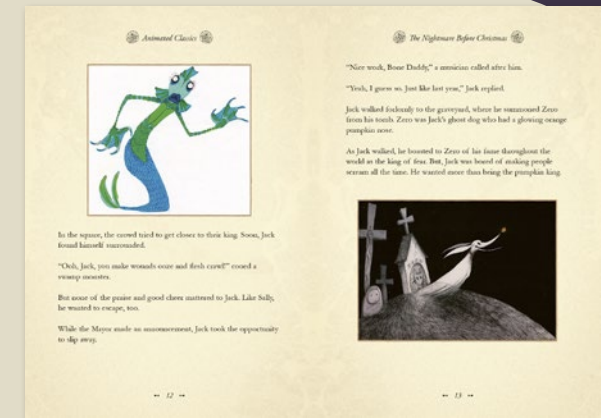 Animated Classics
In the square, the crowd tried to get closer to their king. Soon, Jack
found himself surrounded.
"Ooh, Jack, you make wounds ooze and flesh crawl!" cooed a
swamp monster.
But none of the praise and good cheer mattered to Jack. Like Sally,
he wanted to escape, too.
While the Mayor made an announcement, Jack took the opportunity
to slip away.
12
The Nightmare Before Christmas
"Nice work, Bone Daddy," a musician called after him.
"Yeah, I guess so. Just like last year," Jack replied.
Jack walked forlornly to the graveyard, where he summoned Zero
from his tomb. Zero was Jack's ghost dog who had a glowing orange
pumpkin nose.
As Jack walked, he boasted to Zero of his fame throughout the
world as the king of fear. But, Jack was bored of making people
scream all the time. He wanted more than being the pumpkin king.
13